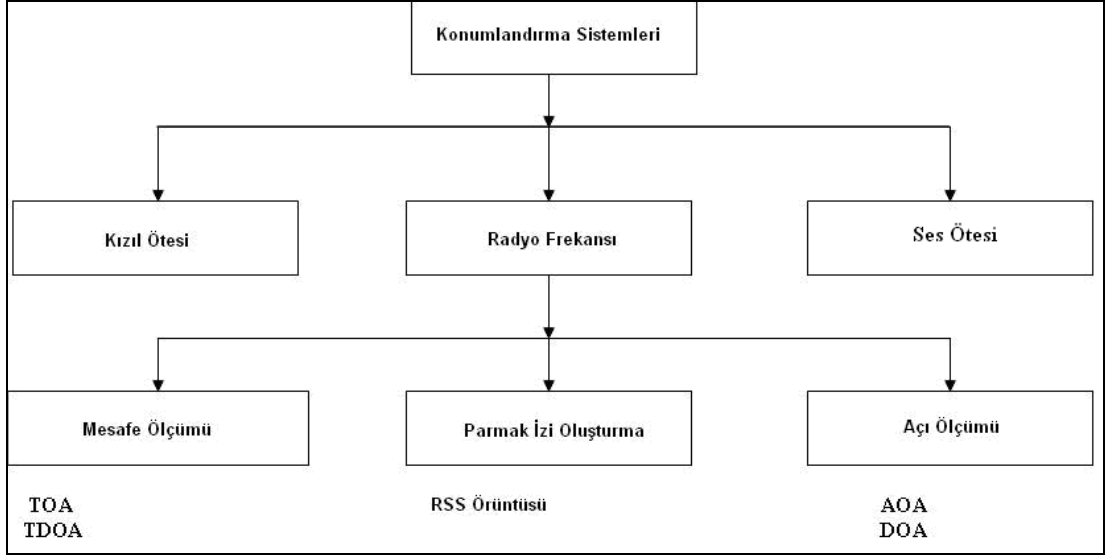 Konumlandırma Sistemleri
Kızıl Ötesi
Radyo Frekansı
Ses Ötesi
Mesafe Ölçümü
Parmak İzi Oluşturma
Açı Ölçümü
TOA
TDOA
RSS Örüntüsü
AOA
DOA